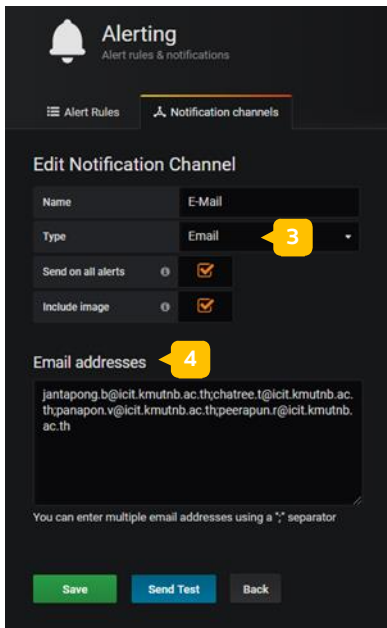 Alerting
Alert rules & notifications
Alert Rules
Notification channels
Edit Notification Channel
Name E-Mail
Type Email 3
Send on all alerts
Include image
Email addresses 4
jantapong.b@icit.kmutnb.ac.th;chatree.t@icit.kmutnb.ac.
th;panapon.v@icit.kmutnb.ac.th;peerapun.r@icit.kmutnb.
ac.th
You can enter multiple email addresses using a ";" separator
Save Send Test Back